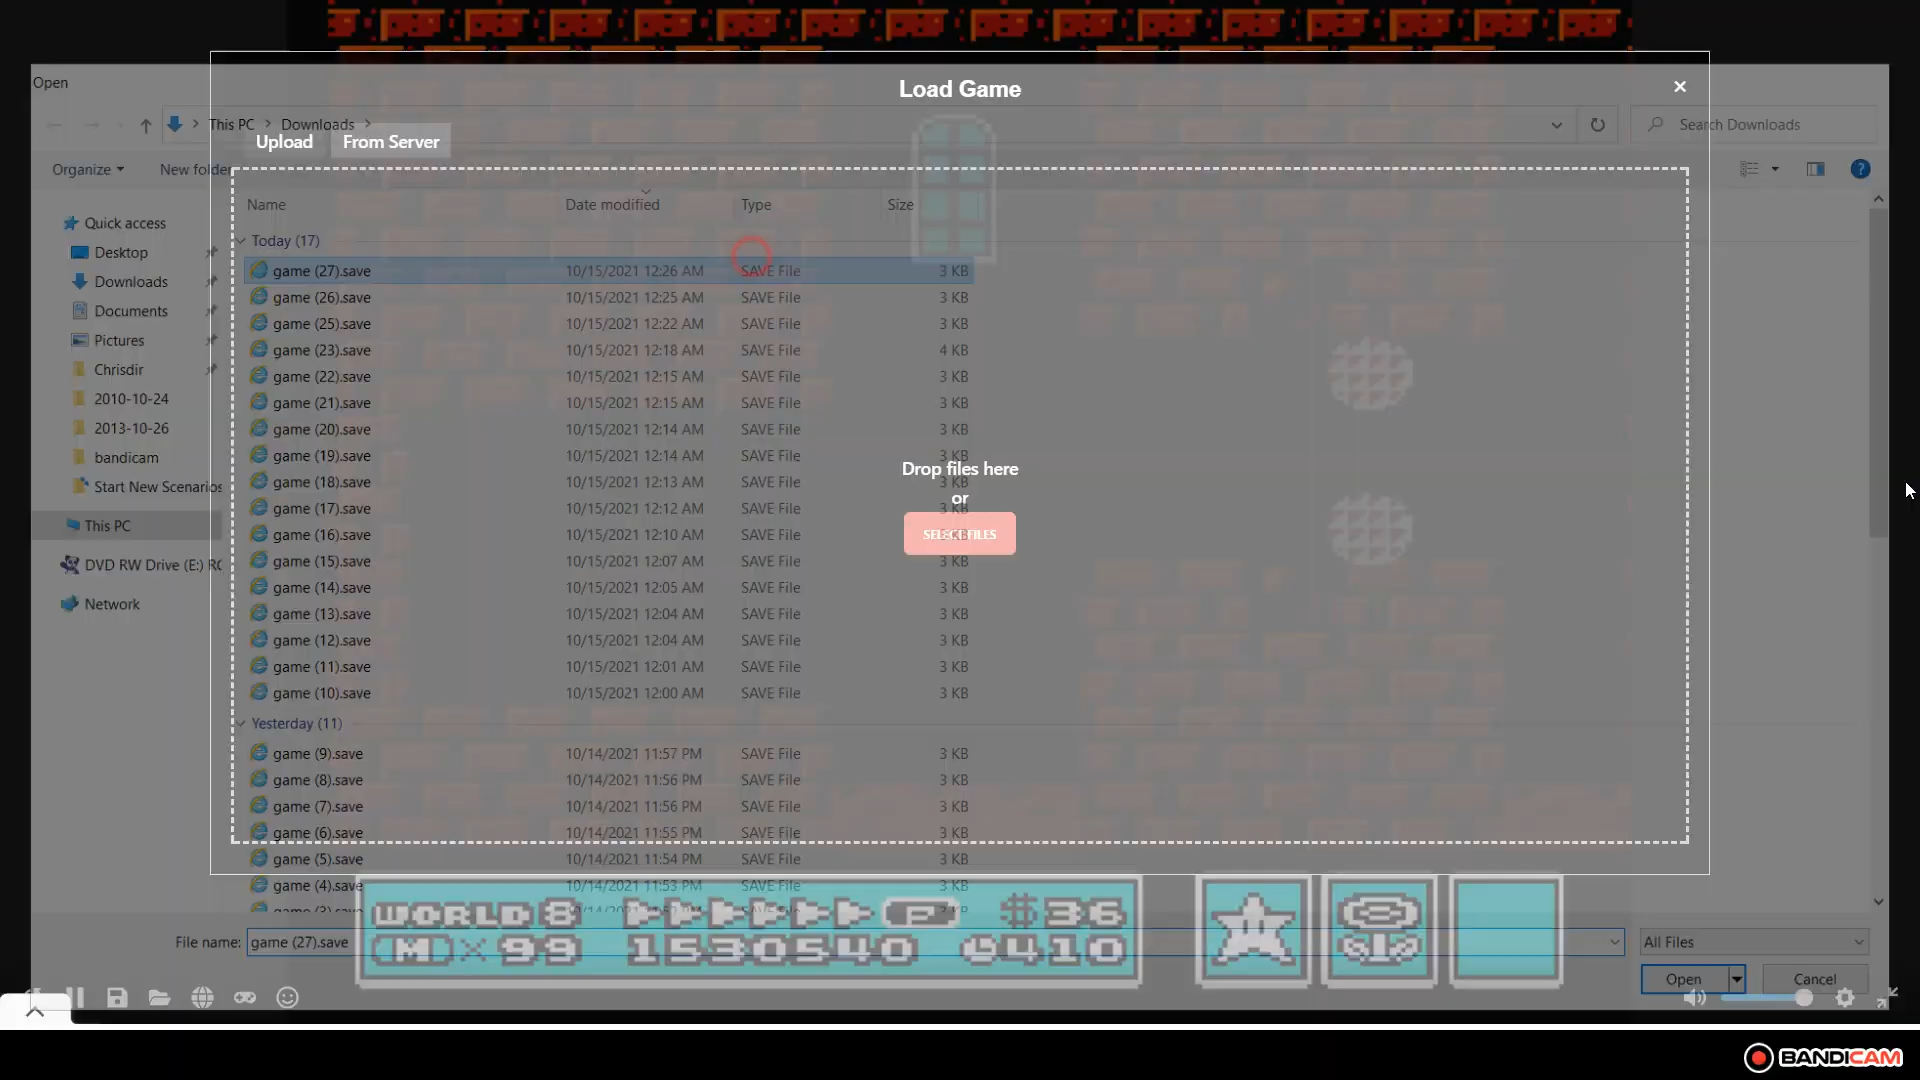 Open
Load Game
This PC > Downloads >
Search Downloads
Upload
From Server
Organize
New folder
Name Date modified Type Size
Today (17)
game (27).save 10/15/2021 12:26 AM SAVE File 3 KB
game (26).save 10/15/2021 12:25 AM SAVE File 3 KB
game (25).save 10/15/2021 12:22 AM SAVE File 3 KB
game (23).save 10/15/2021 12:18 AM SAVE File 4 KB
game (22).save 10/15/2021 12:15 AM SAVE File 3 KB
game (21).save 10/15/2021 12:15 AM SAVE File 3 KB
game (20).save 10/15/2021 12:14 AM SAVE File 3 KB
game (19).save 10/15/2021 12:14 AM SAVE File 3 KB
game (18).save 10/15/2021 12:13 AM SAVE File 3 KB
game (17).save 10/15/2021 12:12 AM SAVE File 3 KB
game (16).save 10/15/2021 12:10 AM SAVE File KB
game (15).save 10/15/2021 12:07 AM SAVE File 3 KB
game (14).save 10/15/2021 12:05 AM SAVE File 3 KB
game (13).save 10/15/2021 12:04 AM SAVE File 3 KB
game (12).save 10/15/2021 12:04 AM SAVE File 3 KB
game (11).save 10/15/2021 12:01 AM SAVE File 3 KB
game (10).save 10/15/2021 12:00 AM SAVE File 3 KB
Yesterday (11)
game (9).save 10/14/2021 11:57 PM SAVE File 3 KB
game (8).save 10/14/2021 11:56 PM SAVE File 3 KB
game (7).save 10/14/2021 11:56 PM SAVE File 3 KB
game (6).save 10/14/2021 11:55 PM SAVE File 3 KB
game (5).save 10/14/2021 11:54 PM SAVE File 3 KB
game (4).save 10/14/2021 11:53 PM SAVE File 3 KB
Quick access
Desktop
Downloads
Documents
Pictures
Chrisdir
2010-10-24
2013-10-26
bandicam
Start New Scenarios
This PC
DVD RW Drive (E:)
Network
Drop files here
or
SELECT FILES
WORLD 8 P $36
M × 99 1530540 410
File name: game (27).save
All Files
Open
Cancel
BANDICAM